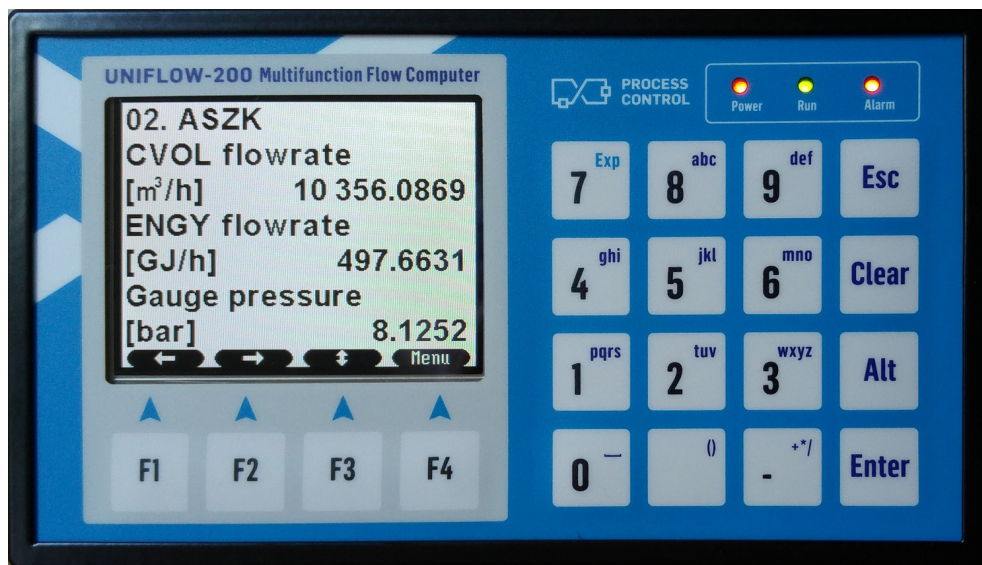 UNIFLOW-200 Multifunction Flow Computer
02. ASZK
CVOL flowrate
[m³/h] 10 356.0869
ENGY flowrate
[GJ/h] 497.6631
Gauge pressure
[bar] 8.1252
Menu
F1 F2 F3 F4
PROCESS
CONTROL
Power Run Alarm
7 Exp 8 abc 9 def Esc
4 ghi 5 jkl 6 mno Clear
1 pqrs 2 tuv 3 wxyz Alt
0 _ () - +*/ Enter